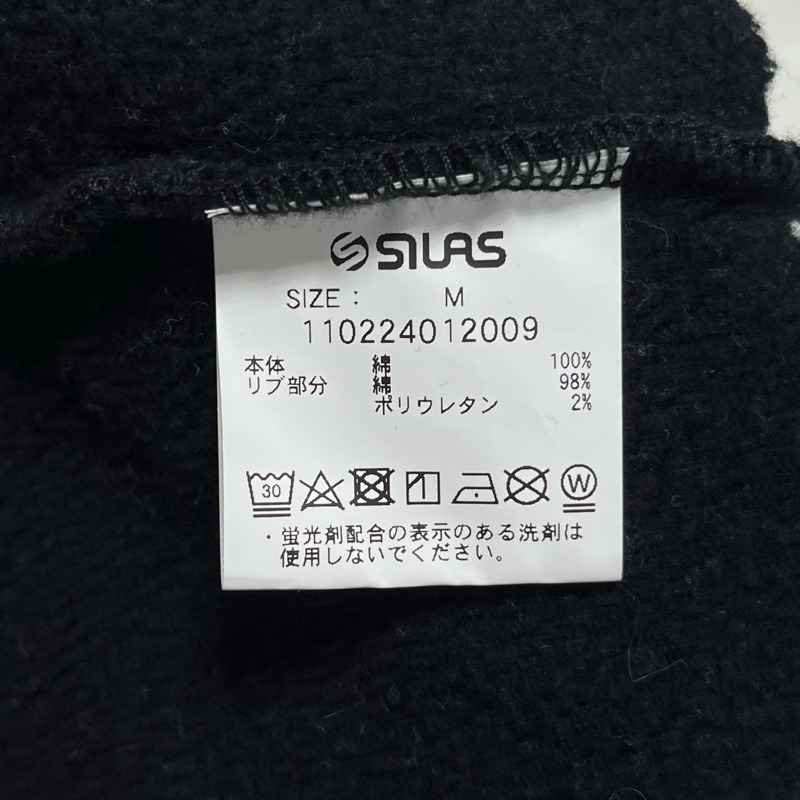 SILAS
SIZE : M
110224012009
本体 綿 100%
リブ部分 綿 98%
ポリウレタン 2%
30 W
・蛍光剤配合の表示のある洗剤は
使用しないでください。